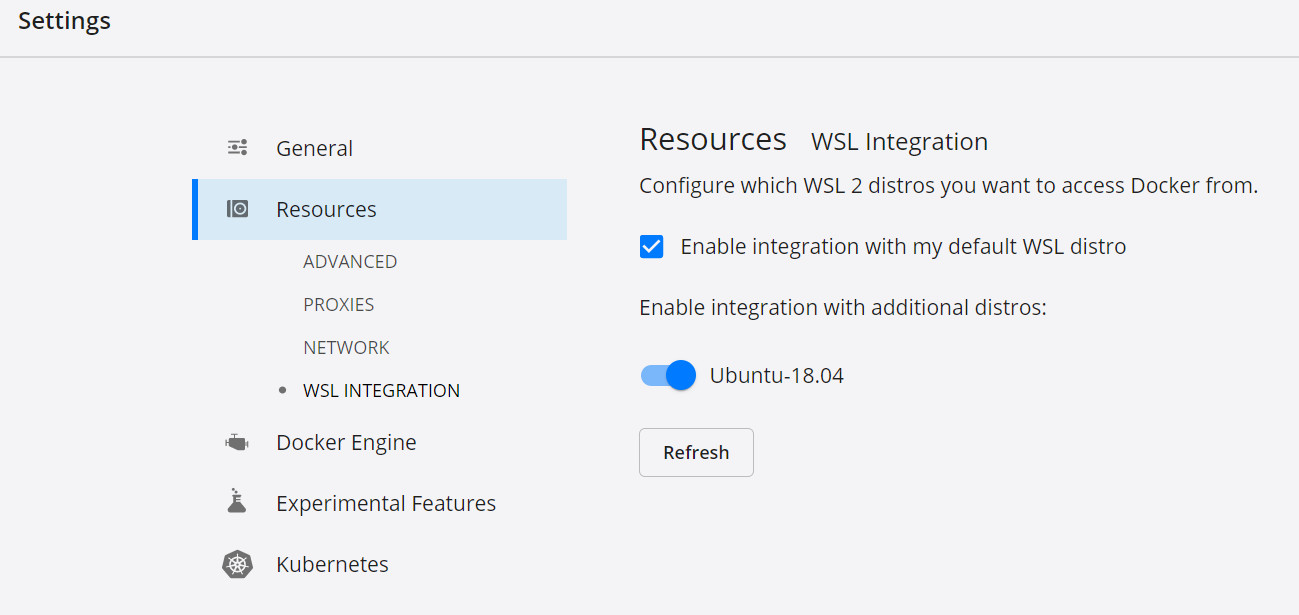 Settings
General
Resources
ADVANCED
PROXIES
NETWORK
WSL INTEGRATION
Docker Engine
Experimental Features
Kubernetes
Resources WSL Integration
Configure which WSL 2 distros you want to access Docker from.
Enable integration with my default WSL distro
Enable integration with additional distros:
Ubuntu-18.04
Refresh